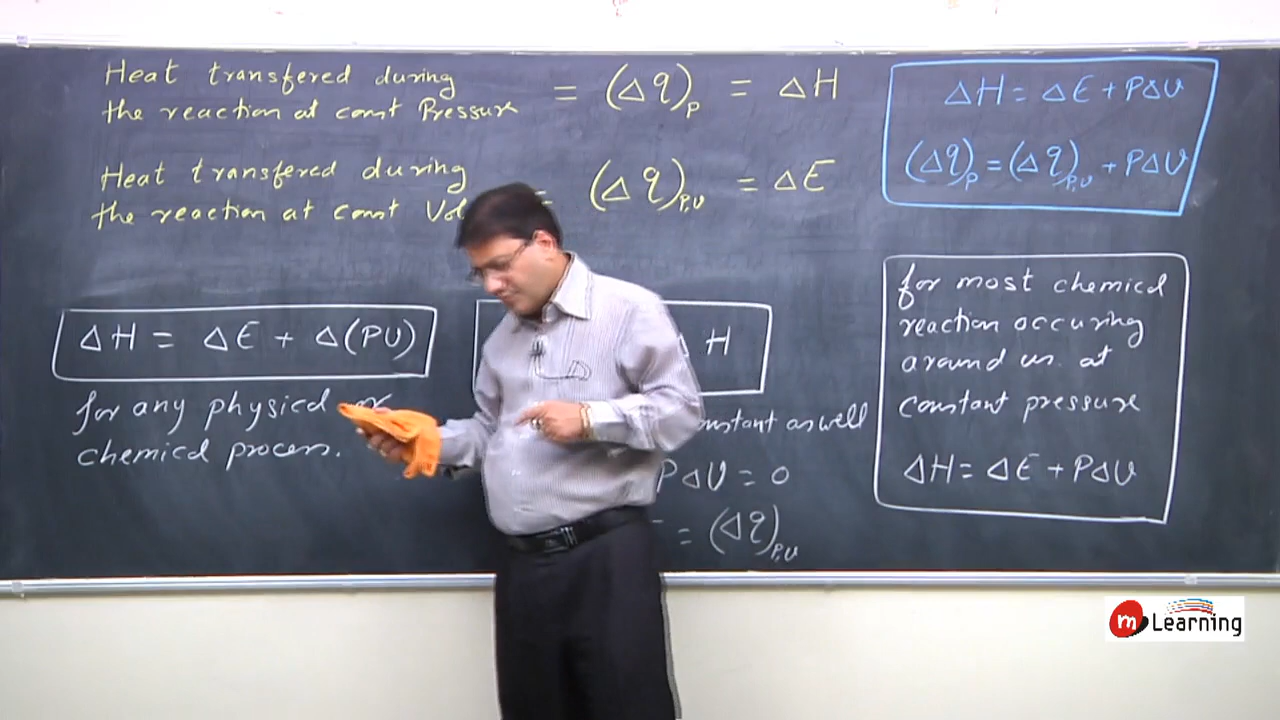 Heat transfered during
the reaction at const Pressure = (Δq)P = ΔH
Heat transfered during
the reaction at const Vol = (Δq)P,V = ΔE
ΔH = ΔE + PΔV
(Δq)P = (Δq)P,V + PΔV
ΔH = ΔE + Δ(PV)
for any physical or
chemical process.
H
nstant as well
PΔV = 0
= (Δq)P,V
for most chemical
reaction occuring
around us. at
constant pressure
ΔH = ΔE + PΔV
m Learning